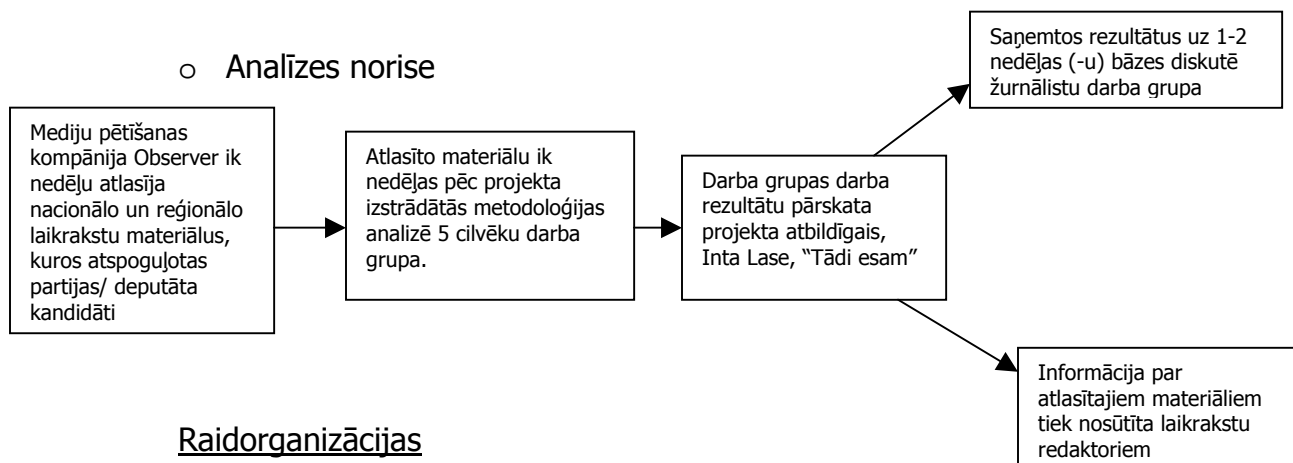 o Analīzes norise
Mediju pētīšanas
kompānija Observer ik
nedēļu atlasīja
nacionālo un reģionālo
laikrakstu materiālus,
kuros atspoguļotas
partijas/ deputāta
kandidāti
Atlasīto materiālu ik
nedēļas pēc projekta
izstrādātās metodoloģijas
analizē 5 cilvēku darba
grupa.
Darba grupas darba
rezultātu pārskata
projekta atbildīgais,
Inta Lase, “Tādi esam”
Saņemtos rezultātus uz 1-2
nedēļas (-u) bāzes diskutē
žurnālistu darba grupa
Informācija par
atlasītajiem materiāliem
tiek nosūtīta laikrakstu
redaktoriem
Raidorganizācijas